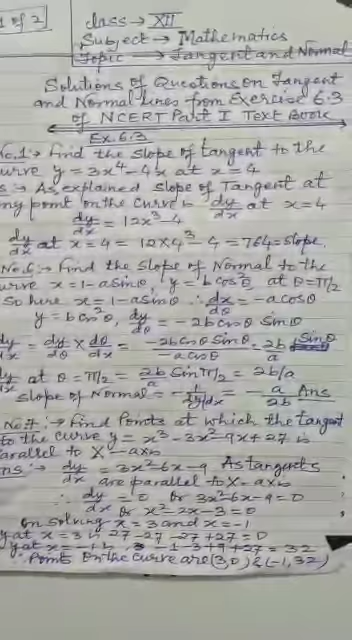 1 of 2
class → XII
Subject → Mathematics
Topic → Tangent and Normal
Solutions of Questions on Tangent
and Normal lines from Exercise 6.3
of NCERT Part I Text Book
Ex. 6.3
No.1 → Find the slope of tangent to the
curve y = 3x⁴ - 4x at x = 4
→ As explained slope of Tangent at
any point on the curve is dy/dx at x = 4
dy/dx = 12x³ - 4
dy/dx at x = 4 = 12×4³ - 4 = 764 = slope.
No.6 → Find the slope of Normal to the
curve x = 1 - a sinθ, y = b cos²θ at θ = π/2
So here x = 1 - a sinθ ∴ dx/dθ = -a cosθ
y = b cos²θ, dy/dθ = -2b cosθ sinθ
dy/dx = dy/dθ × dθ/dx = -2b cosθ sinθ/-a cosθ = 2b/a sinθ
dy/dx at θ = π/2 = 2b/a sin π/2 = 2b/a
slope of Normal = -1/dy/dx = -a/2b Ans
No.7 → Find Points at which the tangent
to the curve y = x³ - 3x² - 9x + 27 is
parallel to X-axis
Ans → dy/dx = 3x² - 6x - 9 As tangents
are parallel to X-axis
∴ dy/dx = 0 or 3x² - 6x - 9 = 0
or x² - 2x - 3 = 0
On solving x = 3 and x = -1
y at x = 3 is 27 - 27 - 27 + 27 = 0
y at x = -1 is -1 - 3 + 9 + 27 = 32
∴ Points on the curve are (3,0) & (-1,32)